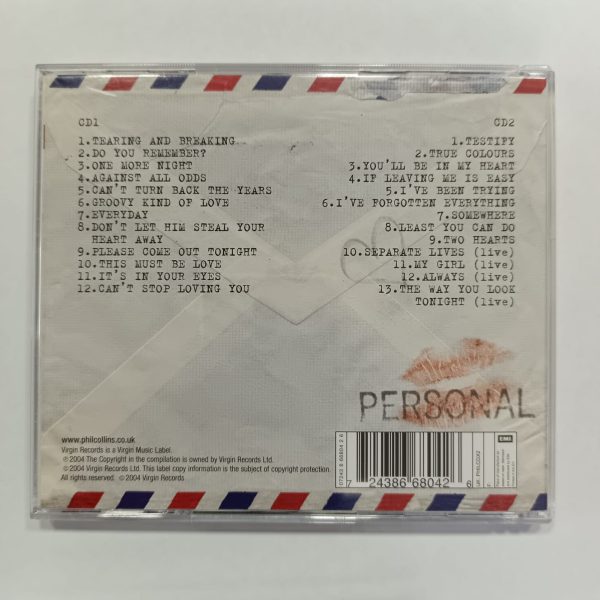 CD1
1.TEARING AND BREAKING
2.DO YOU REMEMBER?
3.ONE MORE NIGHT
4.AGAINST ALL ODDS
5.CAN'T TURN BACK THE YEARS
6.GROOVY KIND OF LOVE
7.EVERYDAY
8.DON'T LET HIM STEAL YOUR
HEART AWAY
9.PLEASE COME OUT TONIGHT
10.THIS MUST BE LOVE
11.IT'S IN YOUR EYES
12.CAN'T STOP LOVING YOU
CD2
1.TESTIFY
2.TRUE COLOURS
3.YOU'LL BE IN MY HEART
4.IF LEAVING ME IS EASY
5.I'VE BEEN TRYING
6.I'VE FORGOTTEN EVERYTHING
7.SOMEWHERE
8.LEAST YOU CAN DO
9.TWO HEARTS
10.SEPARATE LIVES (live)
11.MY GIRL (live)
12.ALWAYS (live)
13.THE WAY YOU LOOK
TONIGHT (live)
PERSONAL
www.philcollins.co.uk
Virgin Records is a Virgin Music Label.
℗ 2004 The Copyright in the compilation is owned by Virgin Records Ltd.
© 2004 Virgin Records Ltd. This label copy information is the subject of copyright protection.
All rights reserved. © 2004 Virgin Records
7 24386 68042 6
EMI